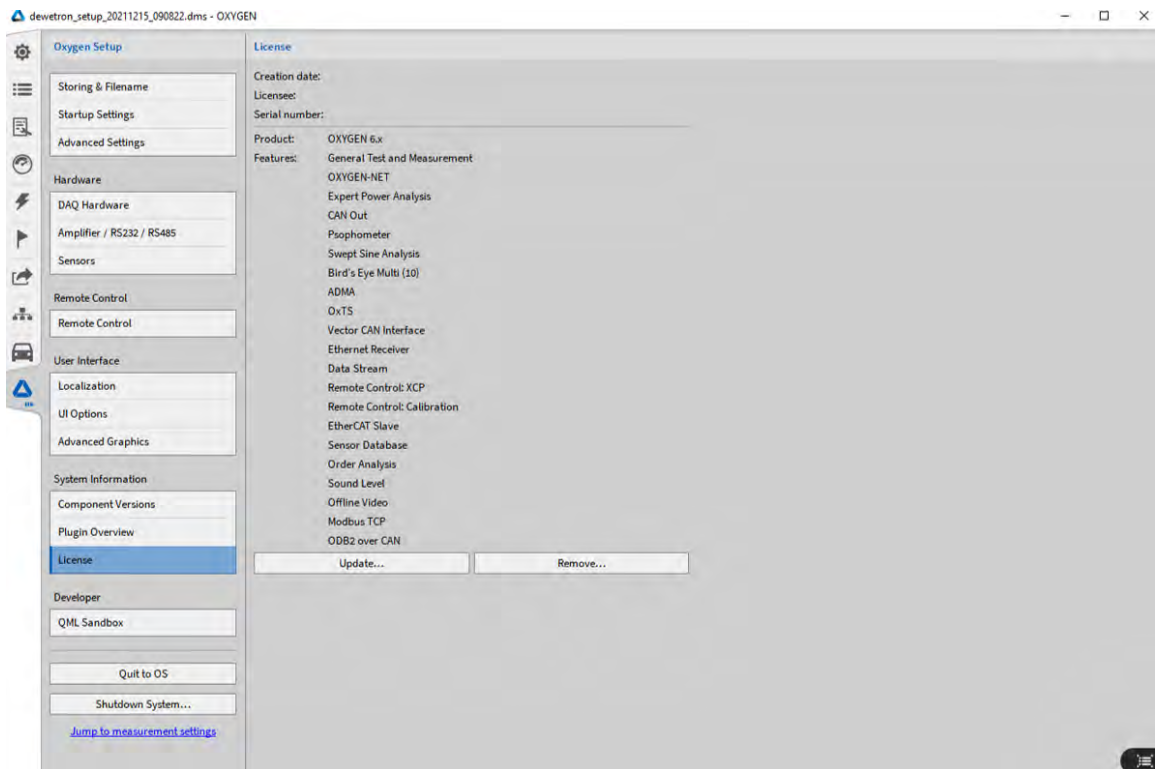 dewetron_setup_20211215_090822.dms - OXYGEN
Oxygen Setup
Storing & Filename
Startup Settings
Advanced Settings
Hardware
DAQ Hardware
Amplifier / RS232 / RS485
Sensors
Remote Control
Remote Control
User Interface
Localization
UI Options
Advanced Graphics
System Information
Component Versions
Plugin Overview
License
Developer
QML Sandbox
Quit to OS
Shutdown System...
Jump to measurement settings
License
Creation date:
Licensee:
Serial number:
Product: OXYGEN 6.x
Features: General Test and Measurement
OXYGEN-NET
Expert Power Analysis
CAN Out
Psophometer
Swept Sine Analysis
Bird's Eye Multi (10)
ADMA
OxTS
Vector CAN Interface
Ethernet Receiver
Data Stream
Remote Control: XCP
Remote Control: Calibration
EtherCAT Slave
Sensor Database
Order Analysis
Sound Level
Offline Video
Modbus TCP
ODB2 over CAN
Update... Remove...